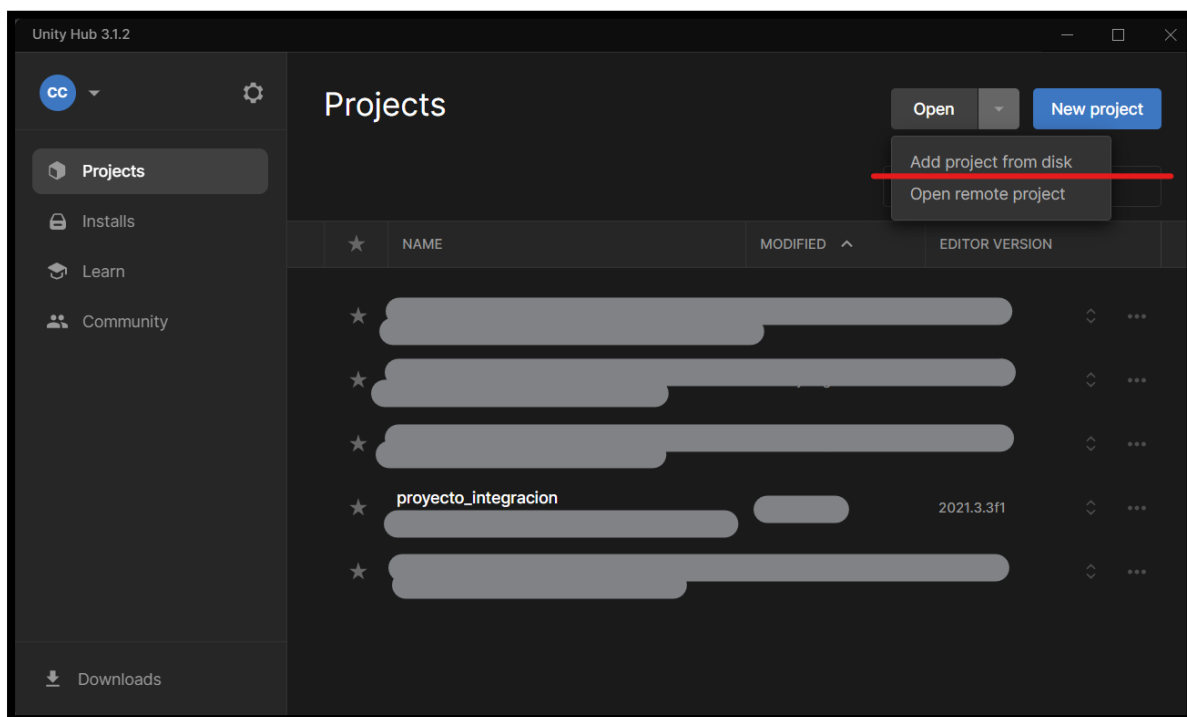 Unity Hub 3.1.2
CC
Projects
Open
New project
Add project from disk
Open remote project
Projects
Installs
Learn
Community
NAME
MODIFIED
EDITOR VERSION
proyecto_integracion
2021.3.3f1
Downloads